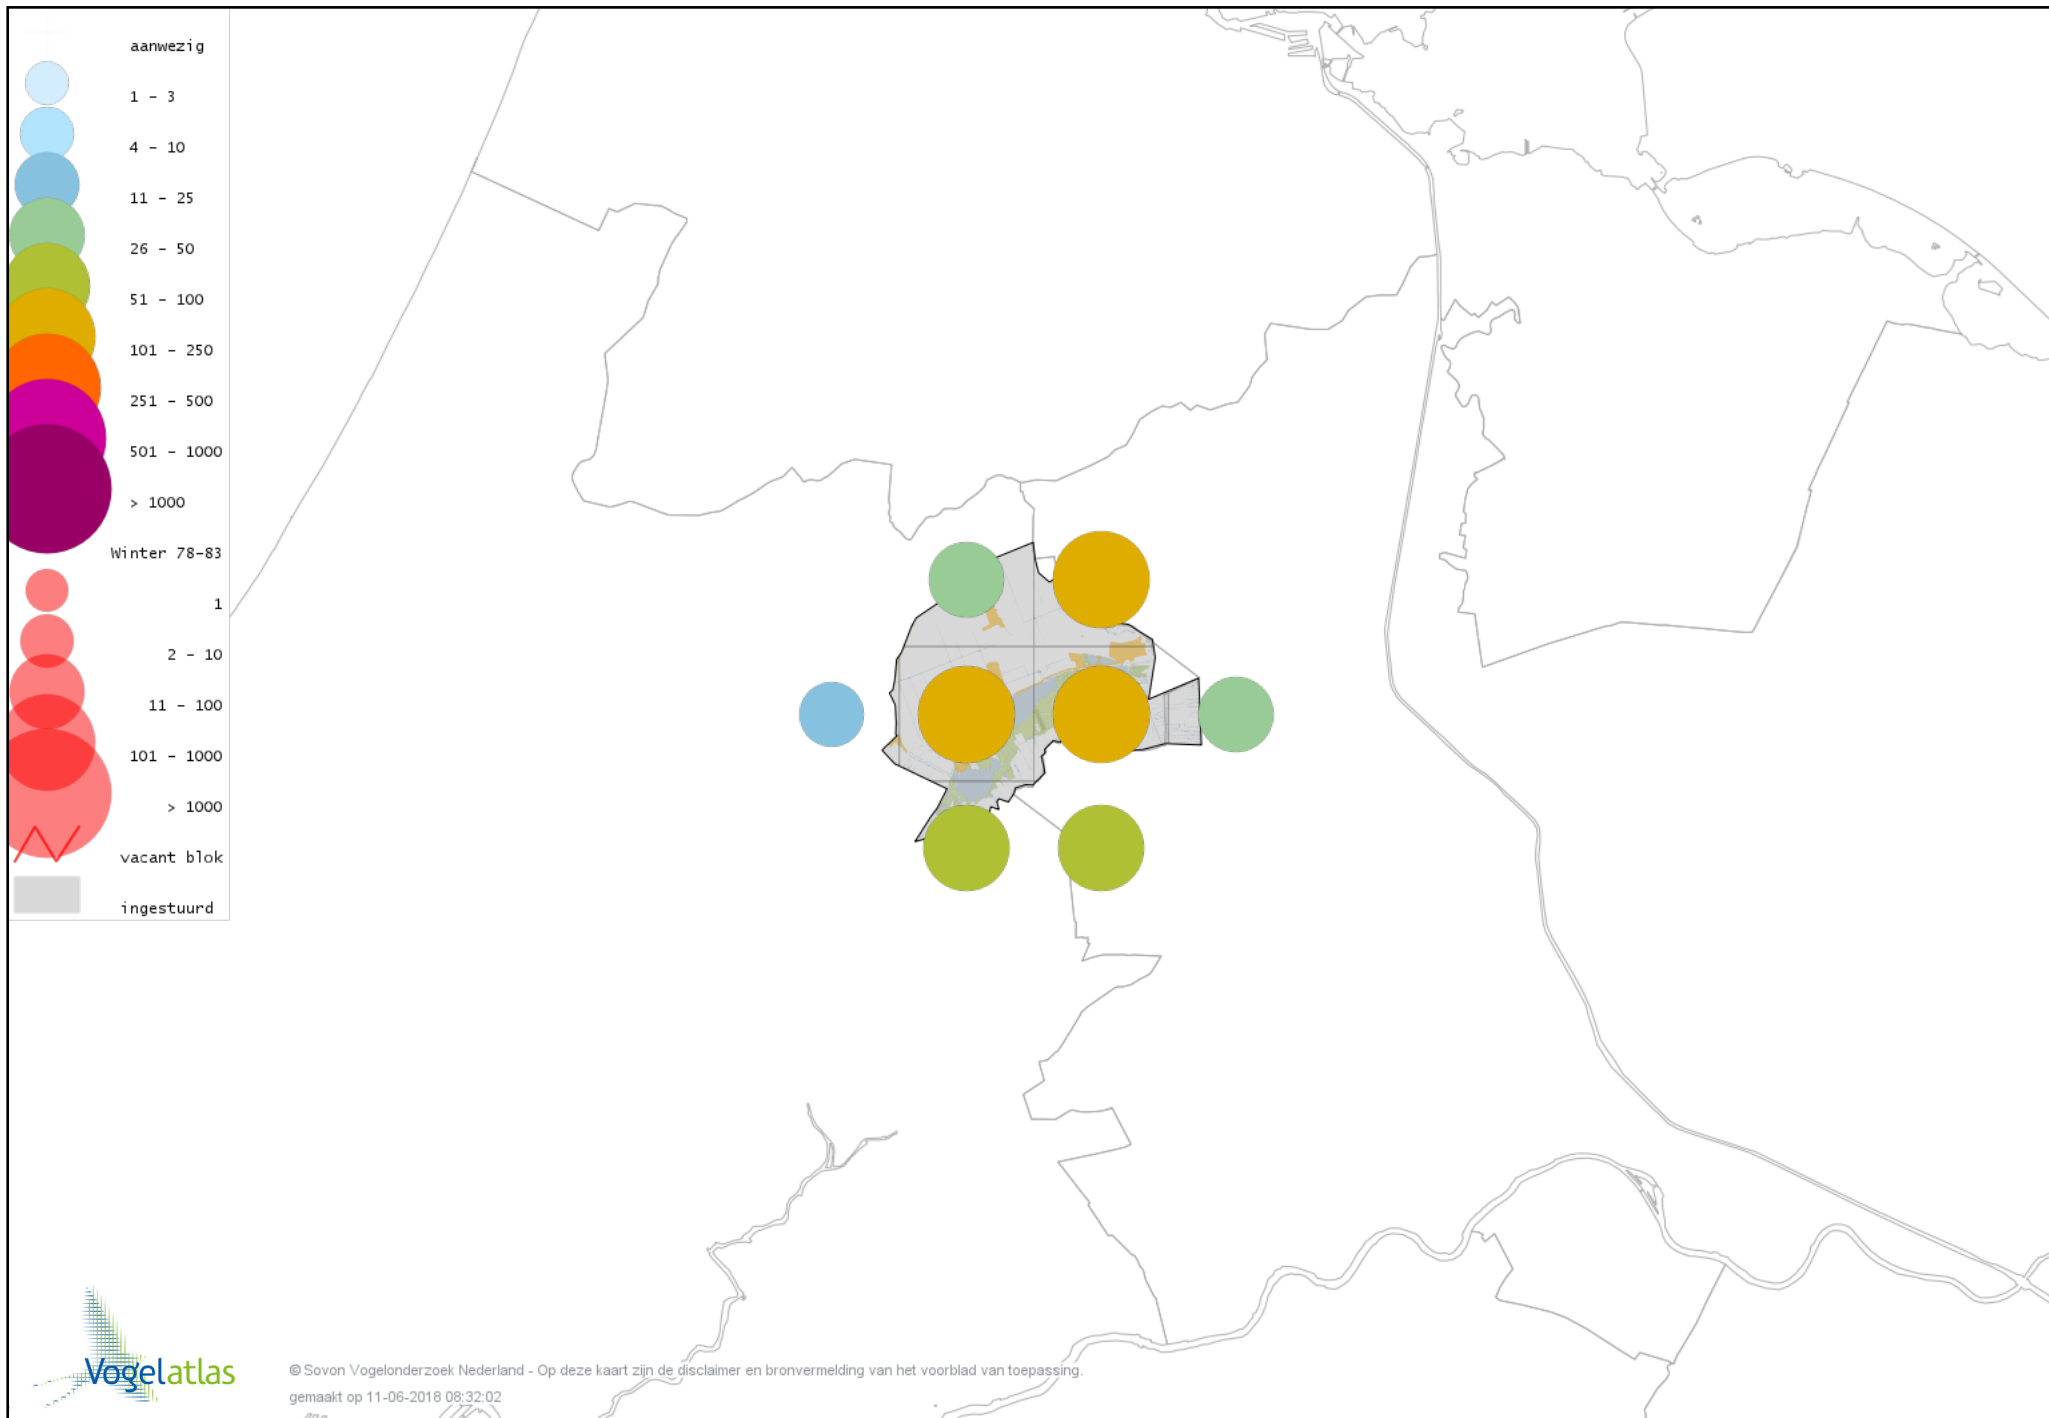 aanwezig
1 - 3
4 - 10
11 - 25
26 - 50
51 - 100
101 - 250
251 - 500
501 - 1000
> 1000
Winter 78-83
1
2 - 10
11 - 100
101 - 1000
> 1000
vacant blok
ingestuurd
Vogelatlas
© Sovon Vogelonderzoek Nederland - Op deze kaart zijn de disclaimer en bronvermelding van het voorblad van toepassing.
gemaakt op 11-06-2018 08:32:02